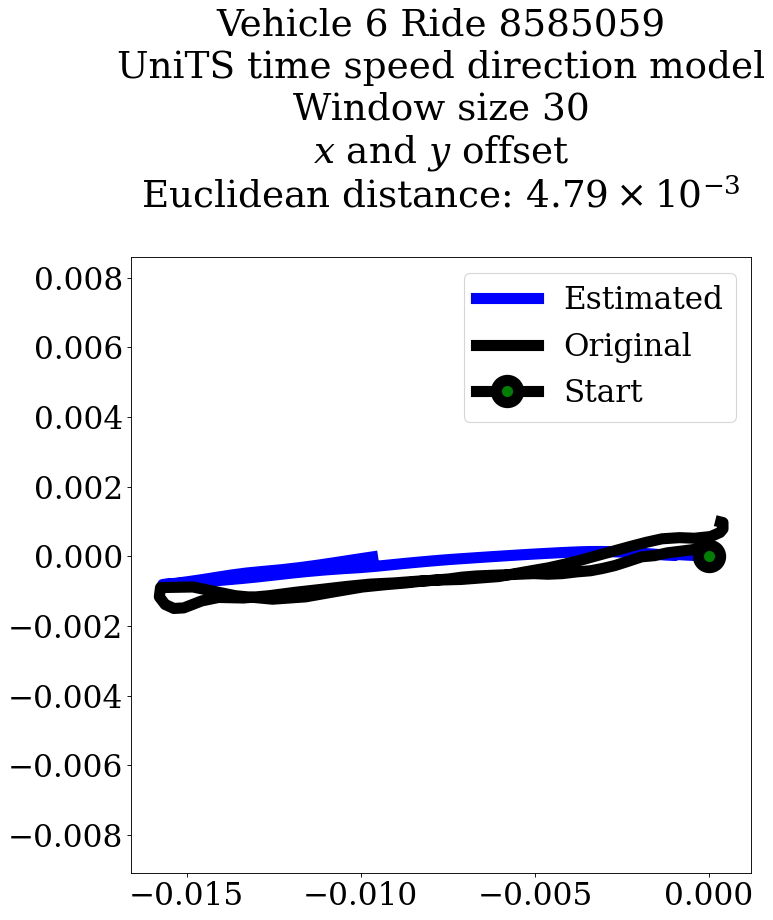 Vehicle 6 Ride 8585059
UniTS time speed direction model
Window size 30
x and y offset
Euclidean distance: 4.79 × 10⁻³
Estimated
Original
Start
0.008
0.006
0.004
0.002
0.000
−0.002
−0.004
−0.006
−0.008
−0.015 −0.010 −0.005 0.000